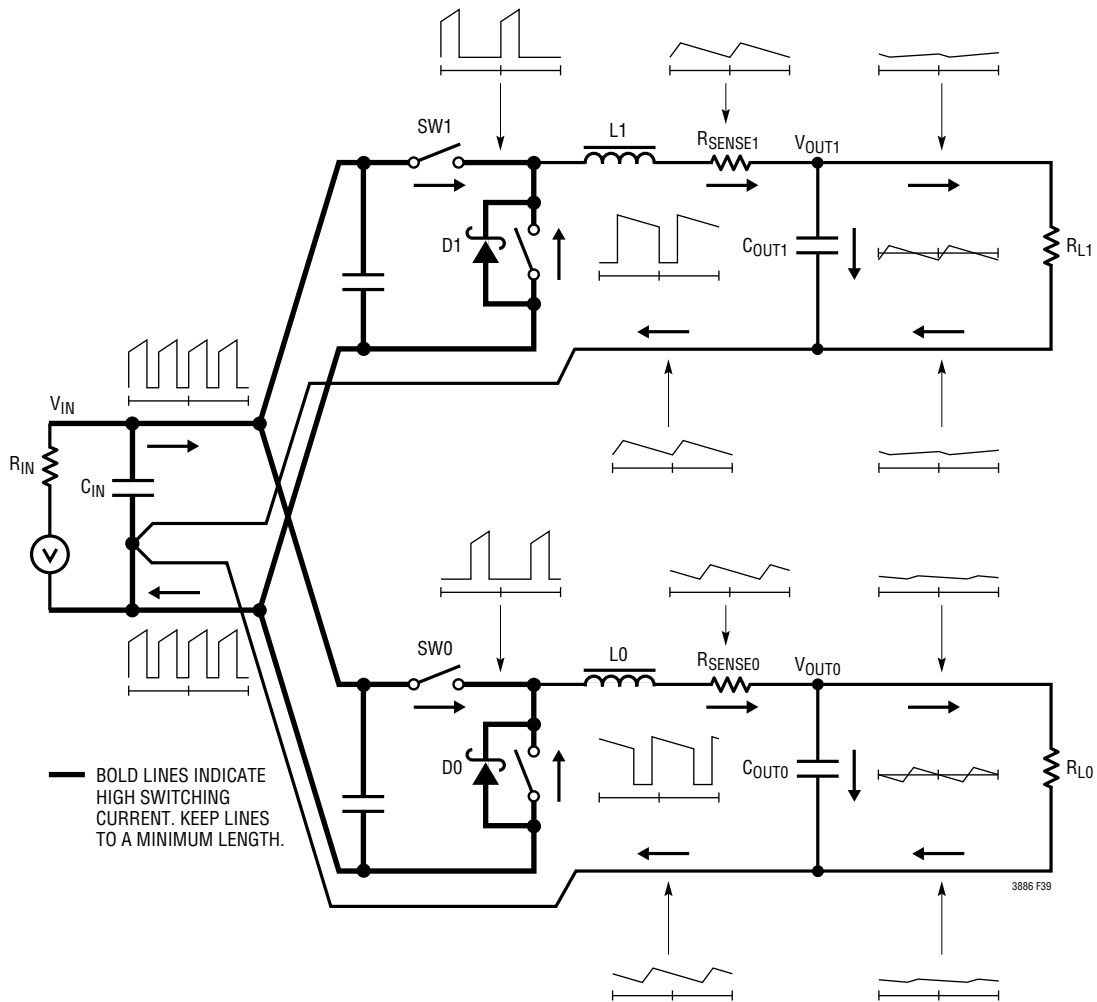 SW1
L1
RSENSE1
VOUT1
D1
COUT1
RL1
VIN
RIN
CIN
V
SW0
L0
RSENSE0
VOUT0
D0
COUT0
RL0
BOLD LINES INDICATE
HIGH SWITCHING
CURRENT. KEEP LINES
TO A MINIMUM LENGTH.
3886 F39